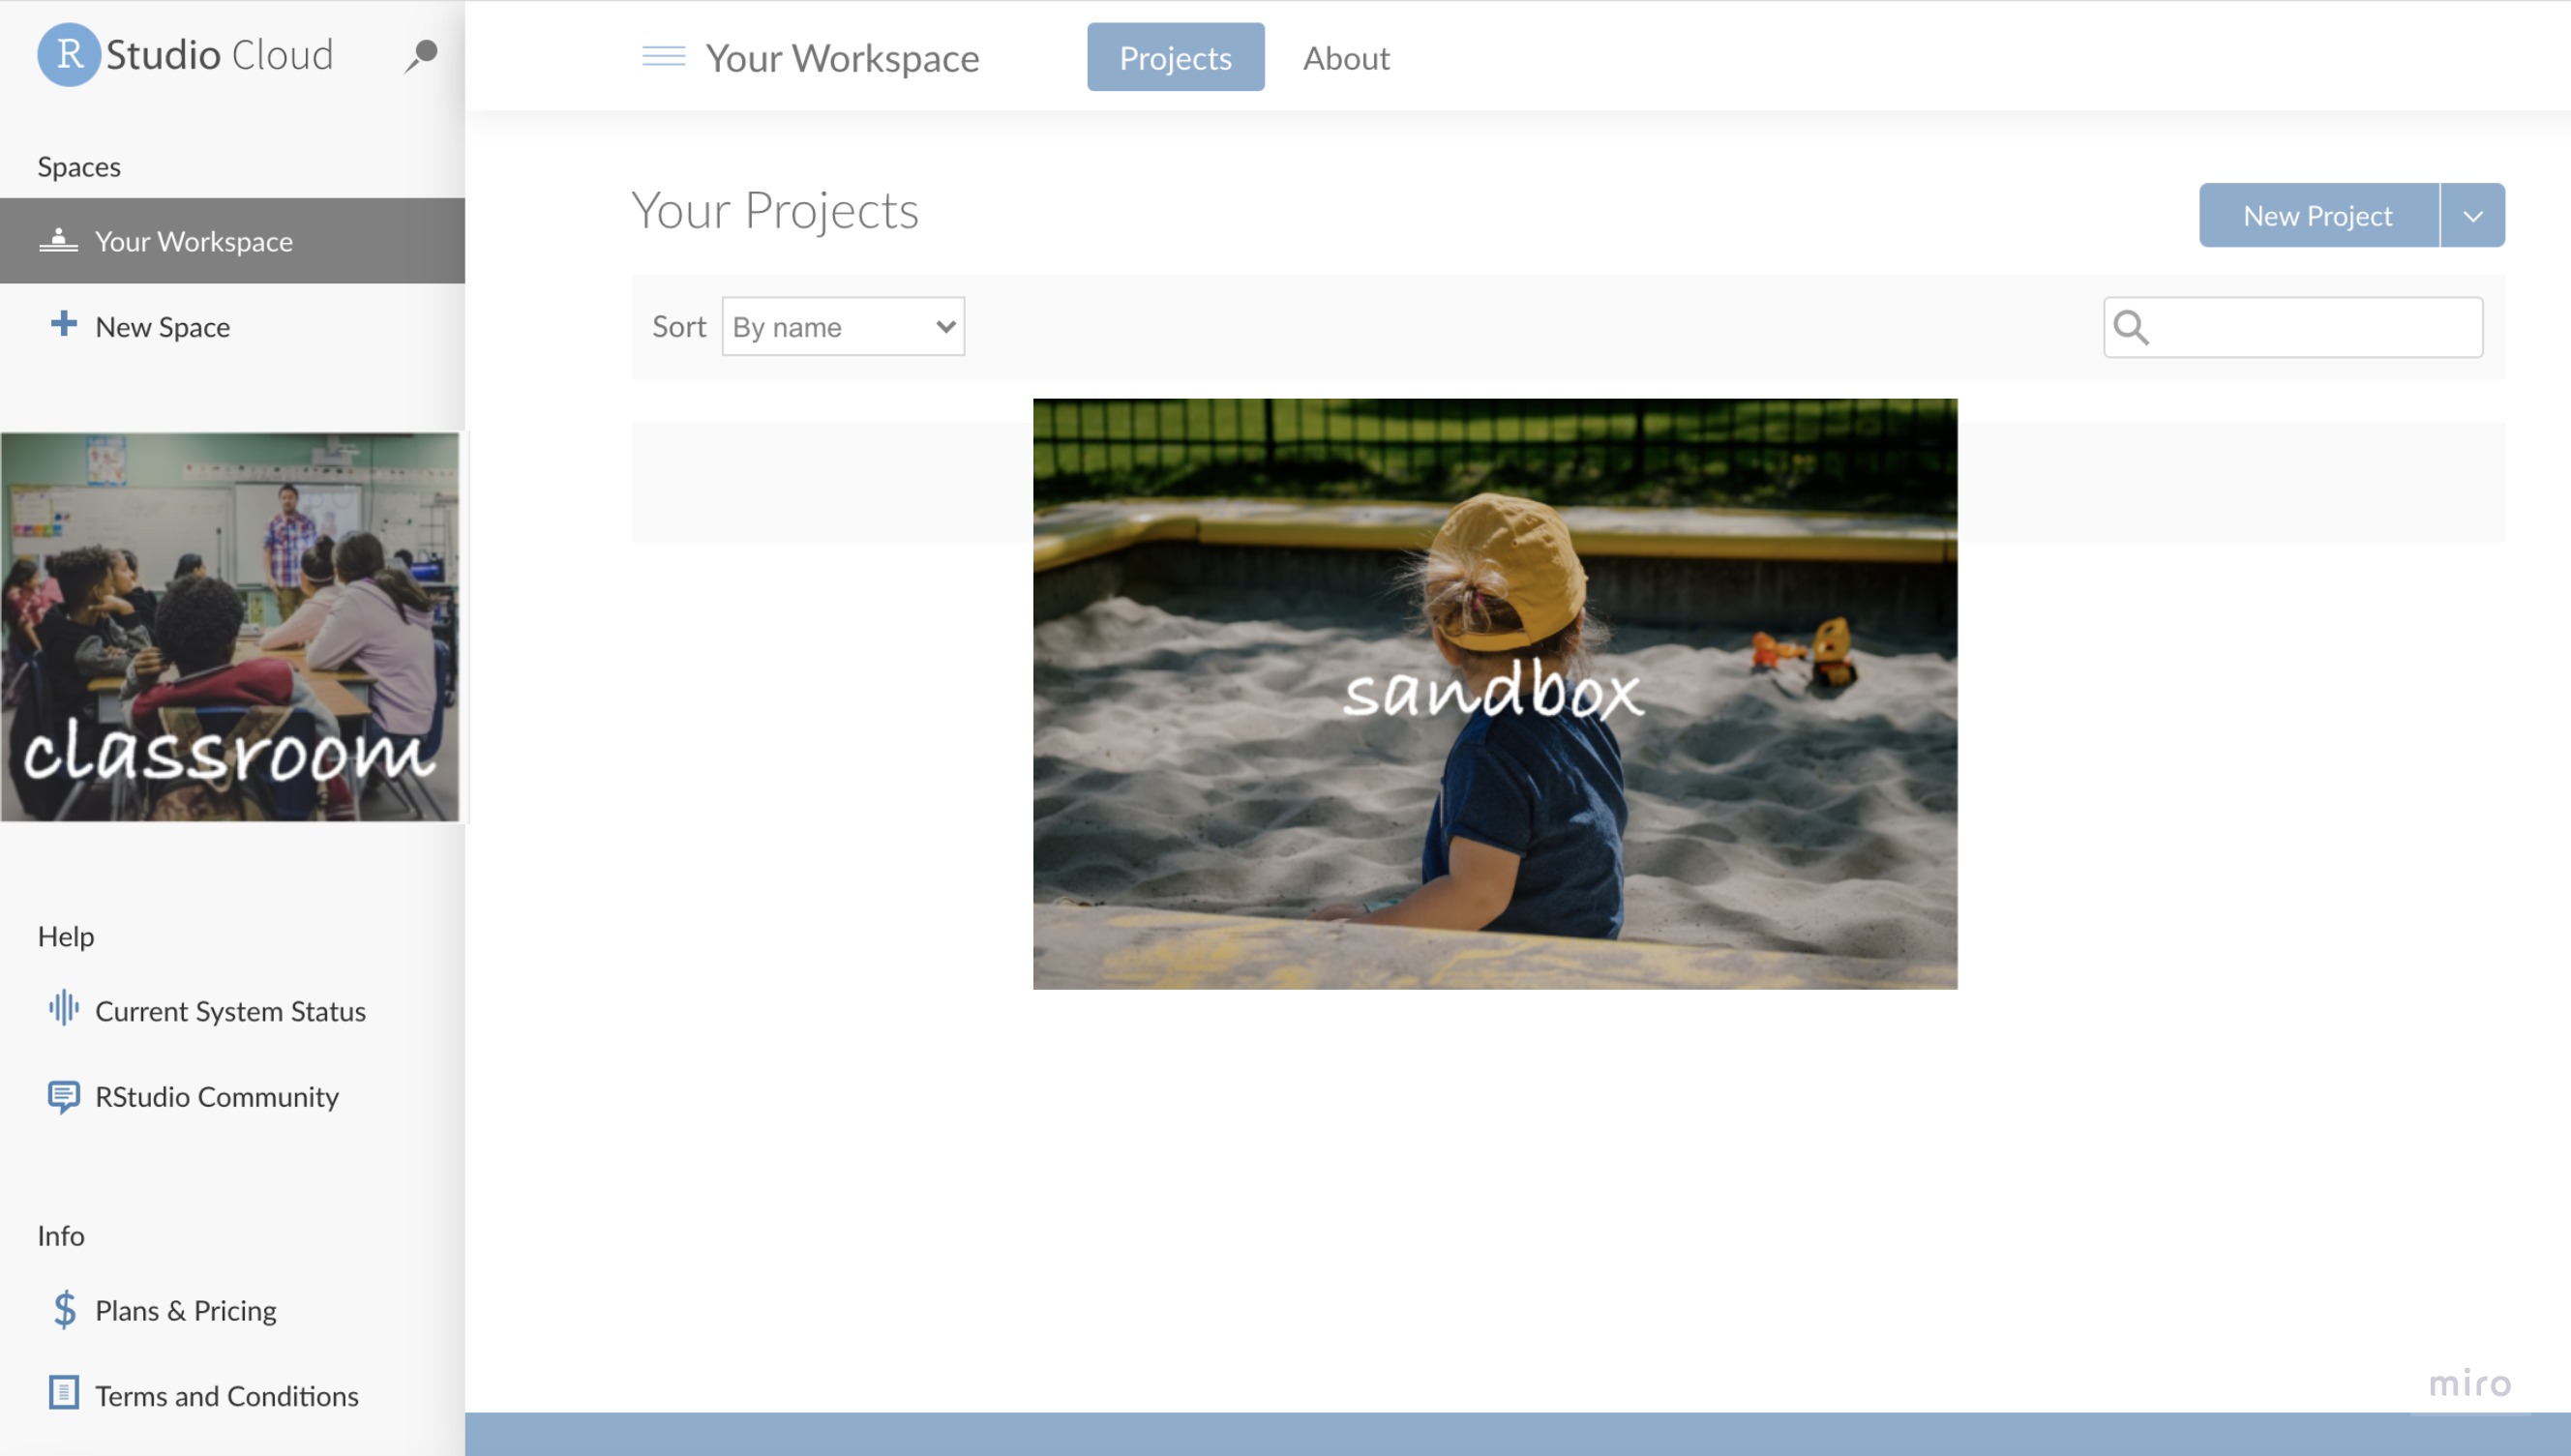 RStudio Cloud
Spaces
Your Workspace
New Space
classroom
Help
Current System Status
RStudio Community
Info
$ Plans & Pricing
Terms and Conditions
Your Workspace
Projects
About
Your Projects
New Project
Sort By name
sandbox
miro